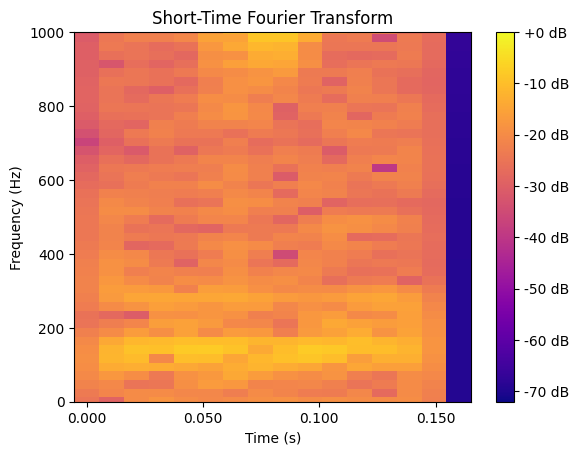 Short-Time Fourier Transform
1000
800
600
400
200
0
Frequency (Hz)
0.000
0.050
0.100
0.150
Time (s)
+0 dB
-10 dB
-20 dB
-30 dB
-40 dB
-50 dB
-60 dB
-70 dB